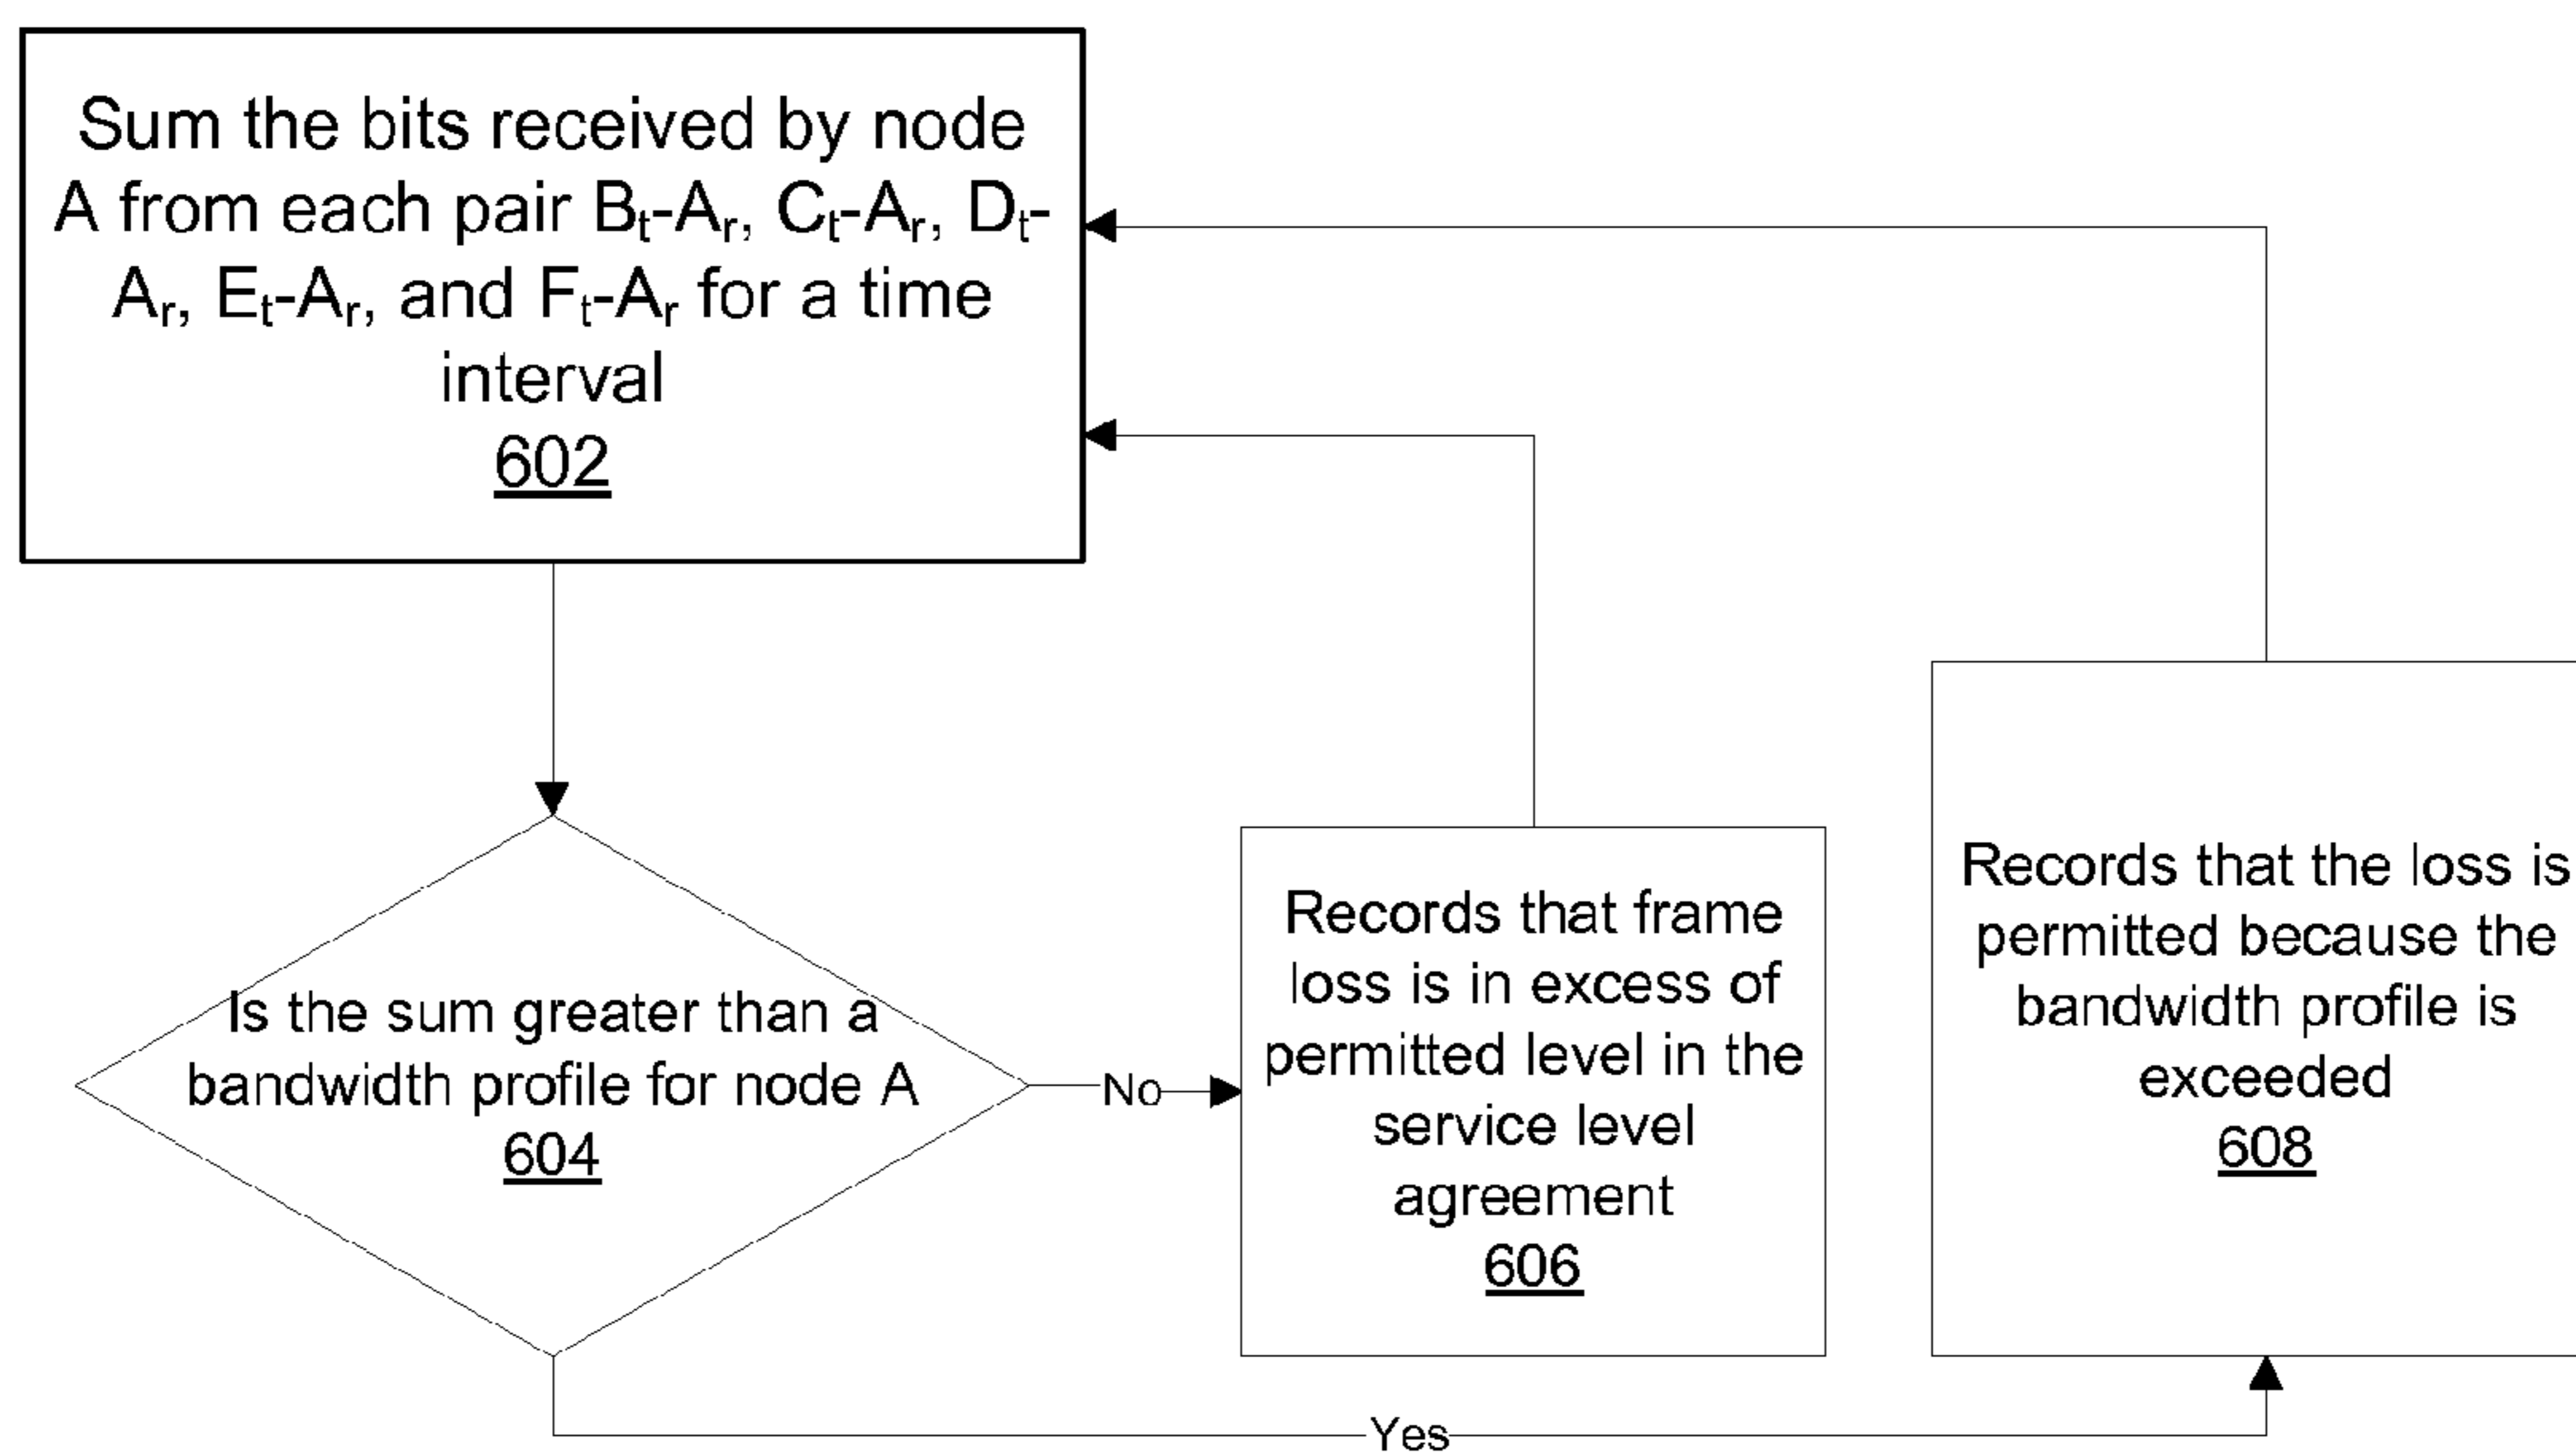 Sum the bits received by node
A from each pair Bt-Ar, Ct-Ar, Dt-
Ar, Et-Ar, and Ft-Ar for a time
interval
602
Is the sum greater than a
bandwidth profile for node A
604
No
Records that frame
loss is in excess of
permitted level in the
service level
agreement
606
Records that the loss is
permitted because the
bandwidth profile is
exceeded
608
Yes